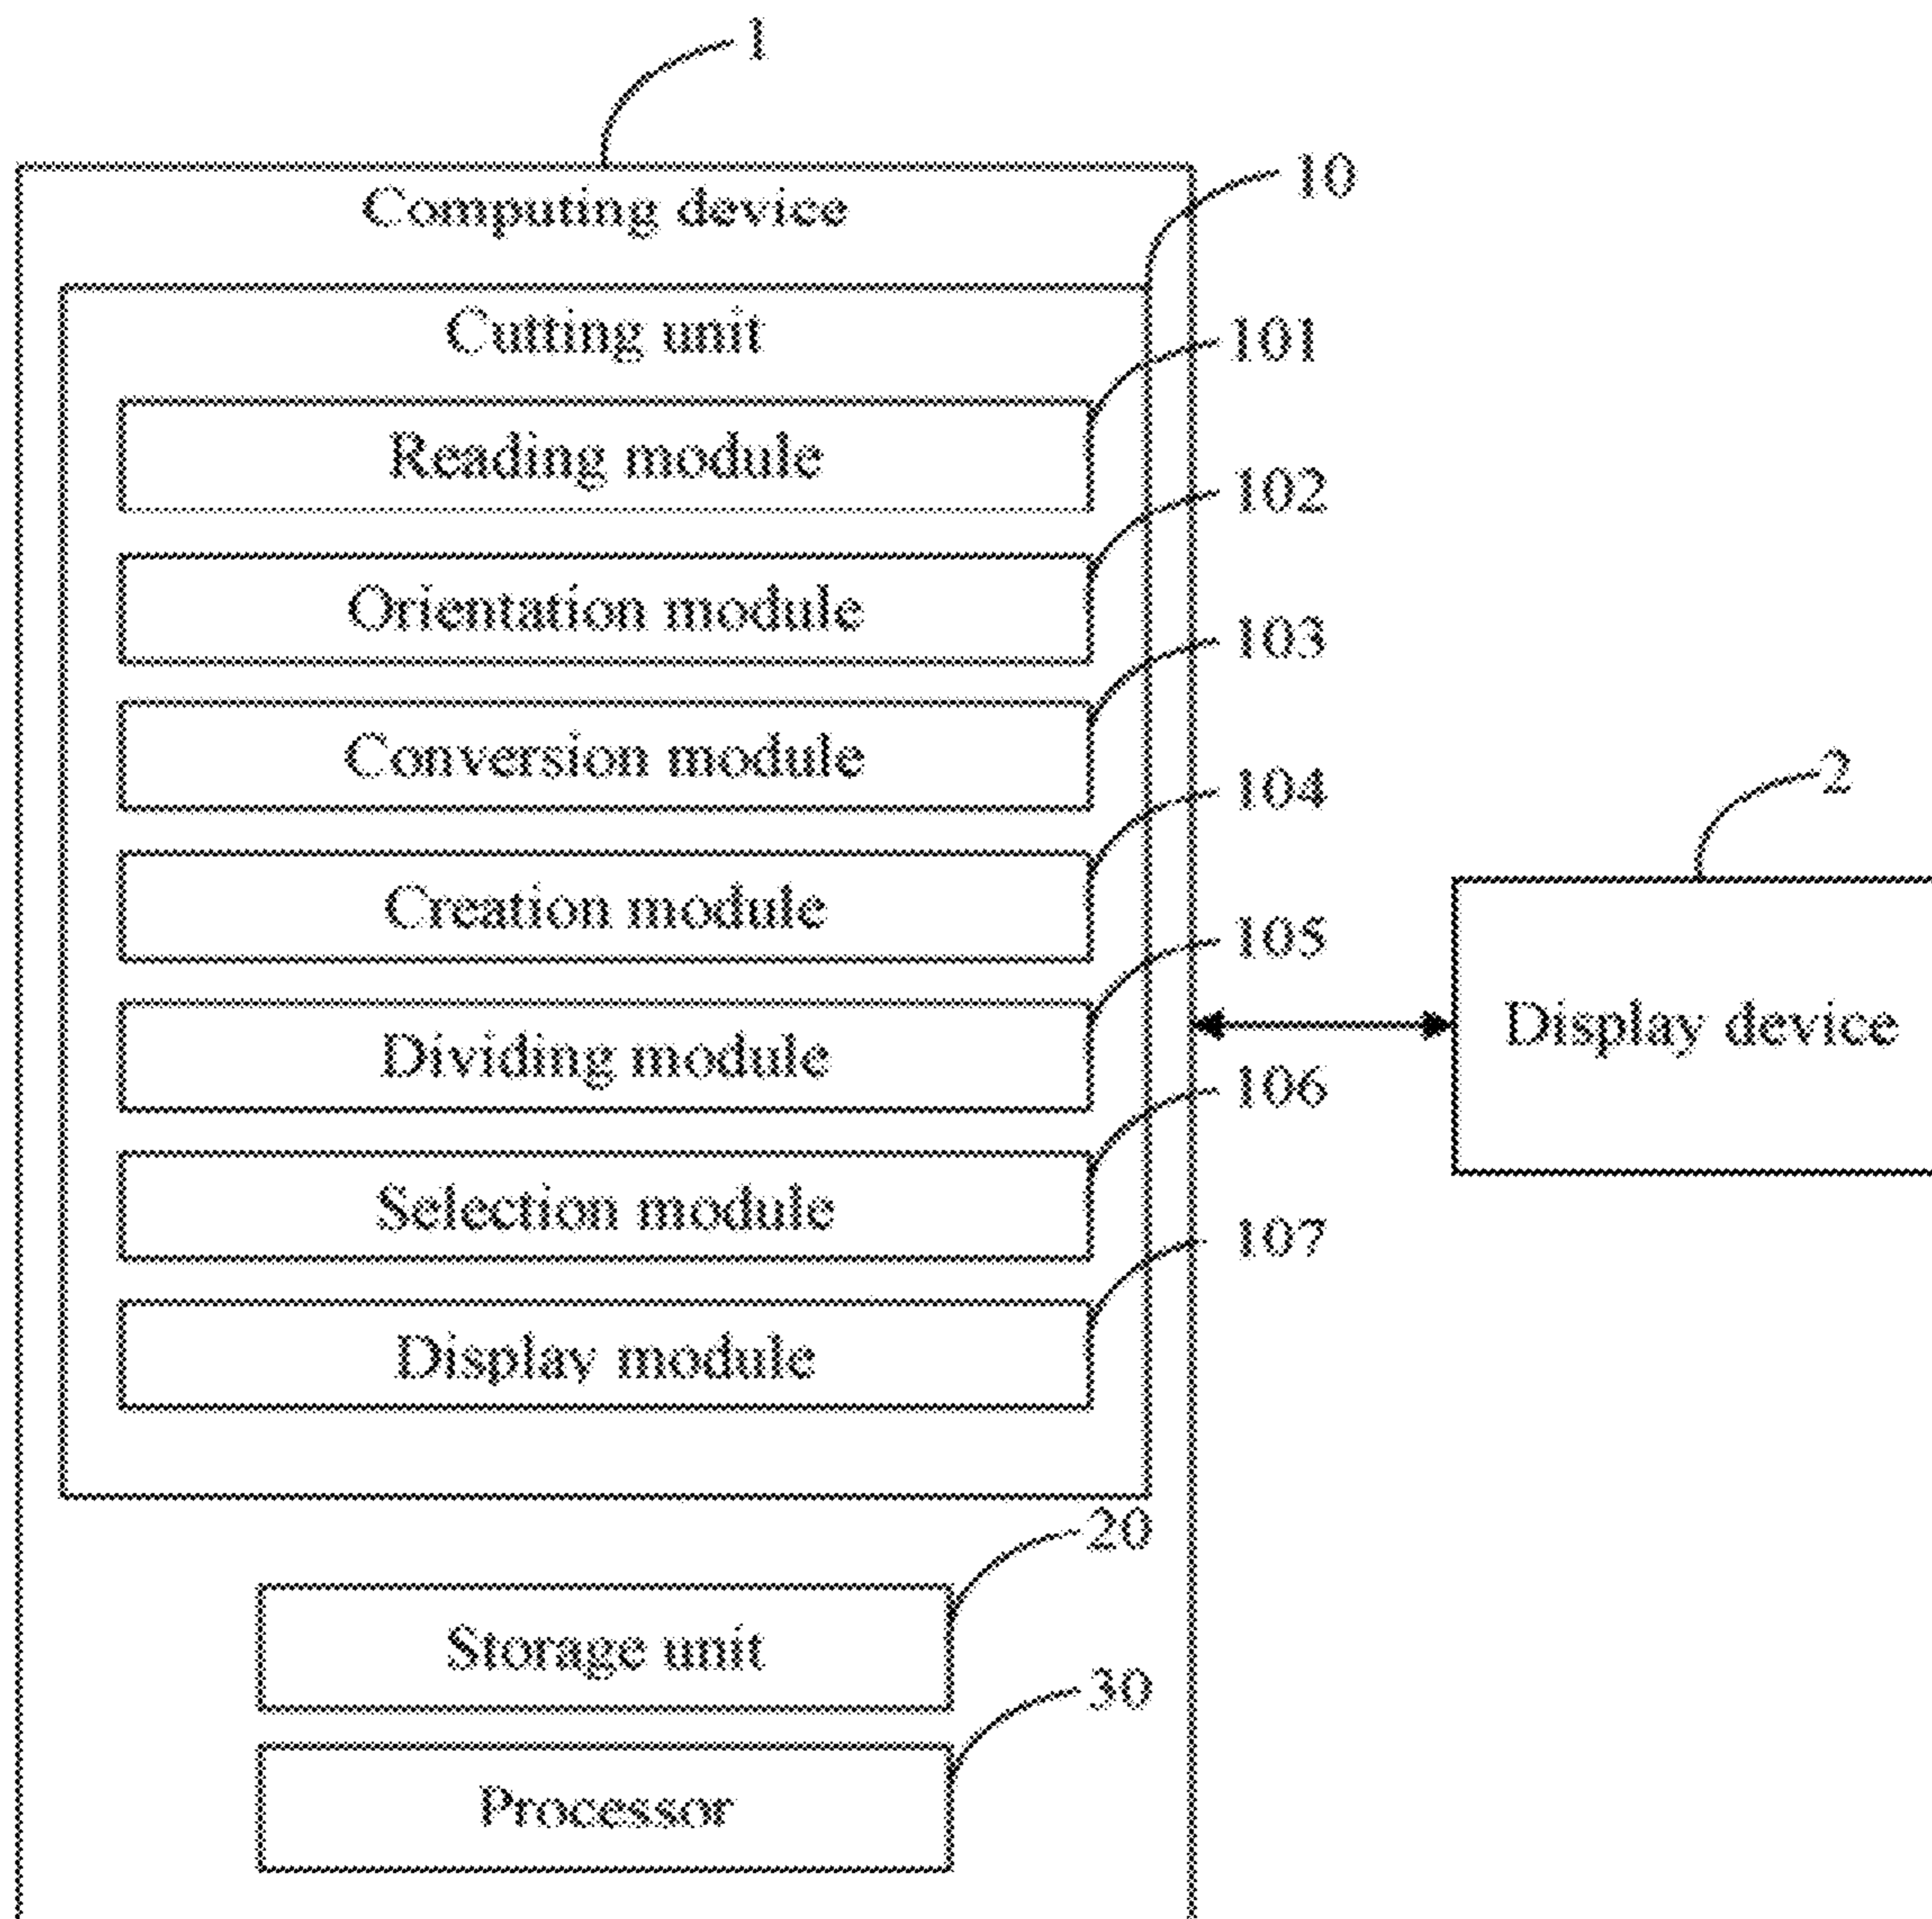 1
10
Computing device
Cutting unit
101
Reading module
102
Orientation module
103
Conversion module
2
104
Creation module
105
Dividing module
Display device
106
Selection module
107
Display module
20
Storage unit
30
Processor